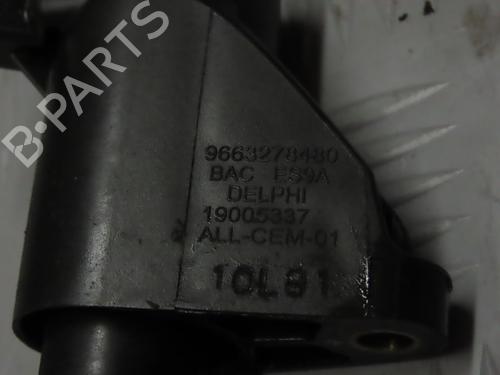 B-PARTS
9663278480
BAC ES9A
DELPHI
19005337
ALL-CEM-01
10L81